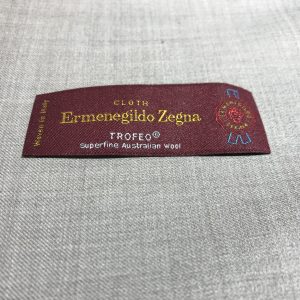 Woven in Italy
CLOTH
Ermenegildo Zegna
TROFEO®
Superfine Australian Wool